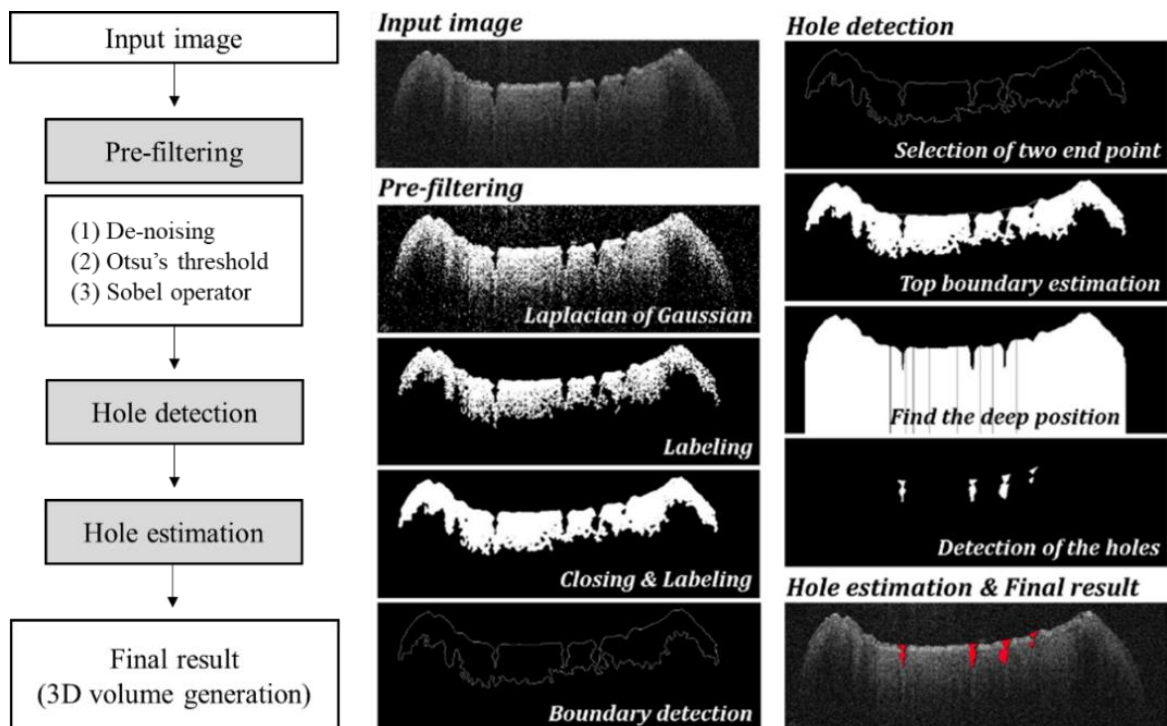 Input image
Pre-filtering
(1) De-noising
(2) Otsu's threshold
(3) Sobel operator
Hole detection
Hole estimation
Final result
(3D volume generation)
Input image
Pre-filtering
Laplacian of Gaussian
Labeling
Closing & Labeling
Boundary detection
Hole detection
Selection of two end point
Top boundary estimation
Find the deep position
Detection of the holes
Hole estimation & Final result